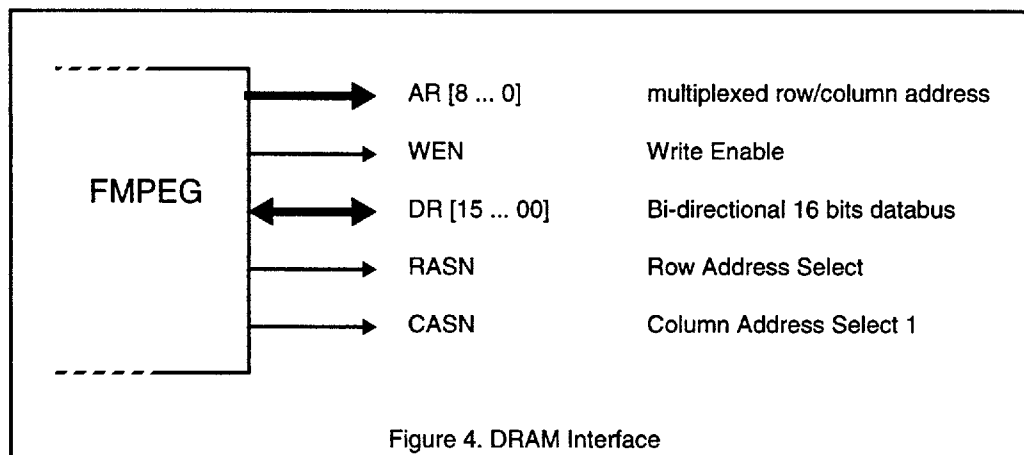 AR [8 ... 0] multiplexed row/column address
WEN Write Enable
FMPEG
DR [15 ... 00] Bi-directional 16 bits databus
RASN Row Address Select
CASN Column Address Select 1
Figure 4. DRAM Interface